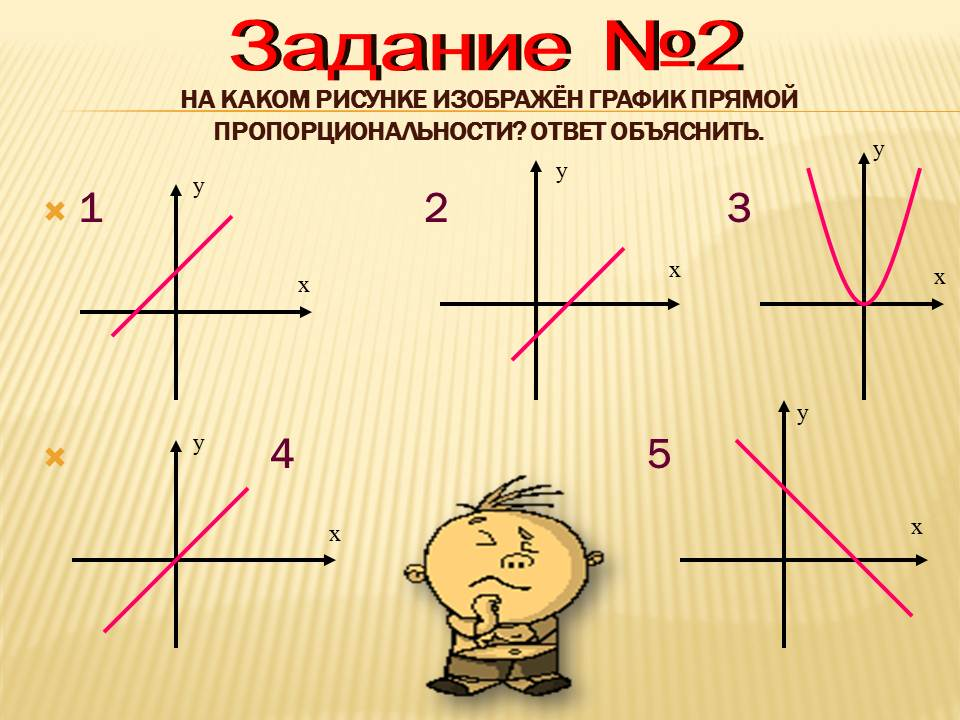 Задание №2
НА КАКОМ РИСУНКЕ ИЗОБРАЖЁН ГРАФИК ПРЯМОЙ
ПРОПОРЦИОНАЛЬНОСТИ? ОТВЕТ ОБЪЯСНИТЬ.
1 2 3
у у у
х х х
4 5
у у
х х